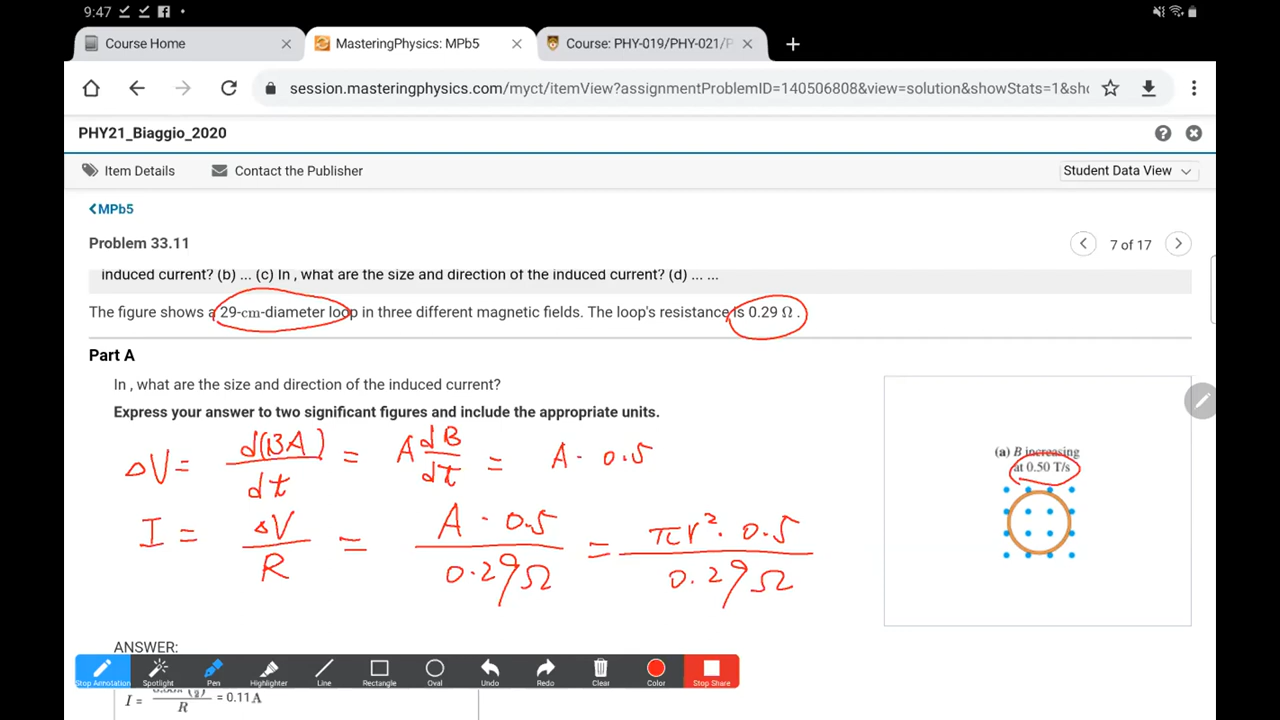 9:47
Course Home
MasteringPhysics: MPb5
Course: PHY-019/PHY-021/P
session.masteringphysics.com/myct/itemView?assignmentProblemID=140506808&view=solution&showStats=1&sho
PHY21_Biaggio_2020
Item Details
Contact the Publisher
Student Data View
MPb5
Problem 33.11
7 of 17
induced current? (b) ... (c) In , what are the size and direction of the induced current? (d) ... ...
The figure shows a 29-cm-diameter loop in three different magnetic fields. The loop's resistance is 0.29 Ω .
Part A
In , what are the size and direction of the induced current?
Express your answer to two significant figures and include the appropriate units.
ΔV = d(BA)/dt = A dB/dt = A · 0.5
I = ΔV/R = A · 0.5/0.29Ω = πr² · 0.5/0.29Ω
(a) B increasing
at 0.50 T/s
ANSWER:
Stop Annotation
Spotlight
Pen
Highlighter
Line
Rectangle
Oval
Undo
Redo
Clear
Color
Stop Share
I =
R
= 0.11 A